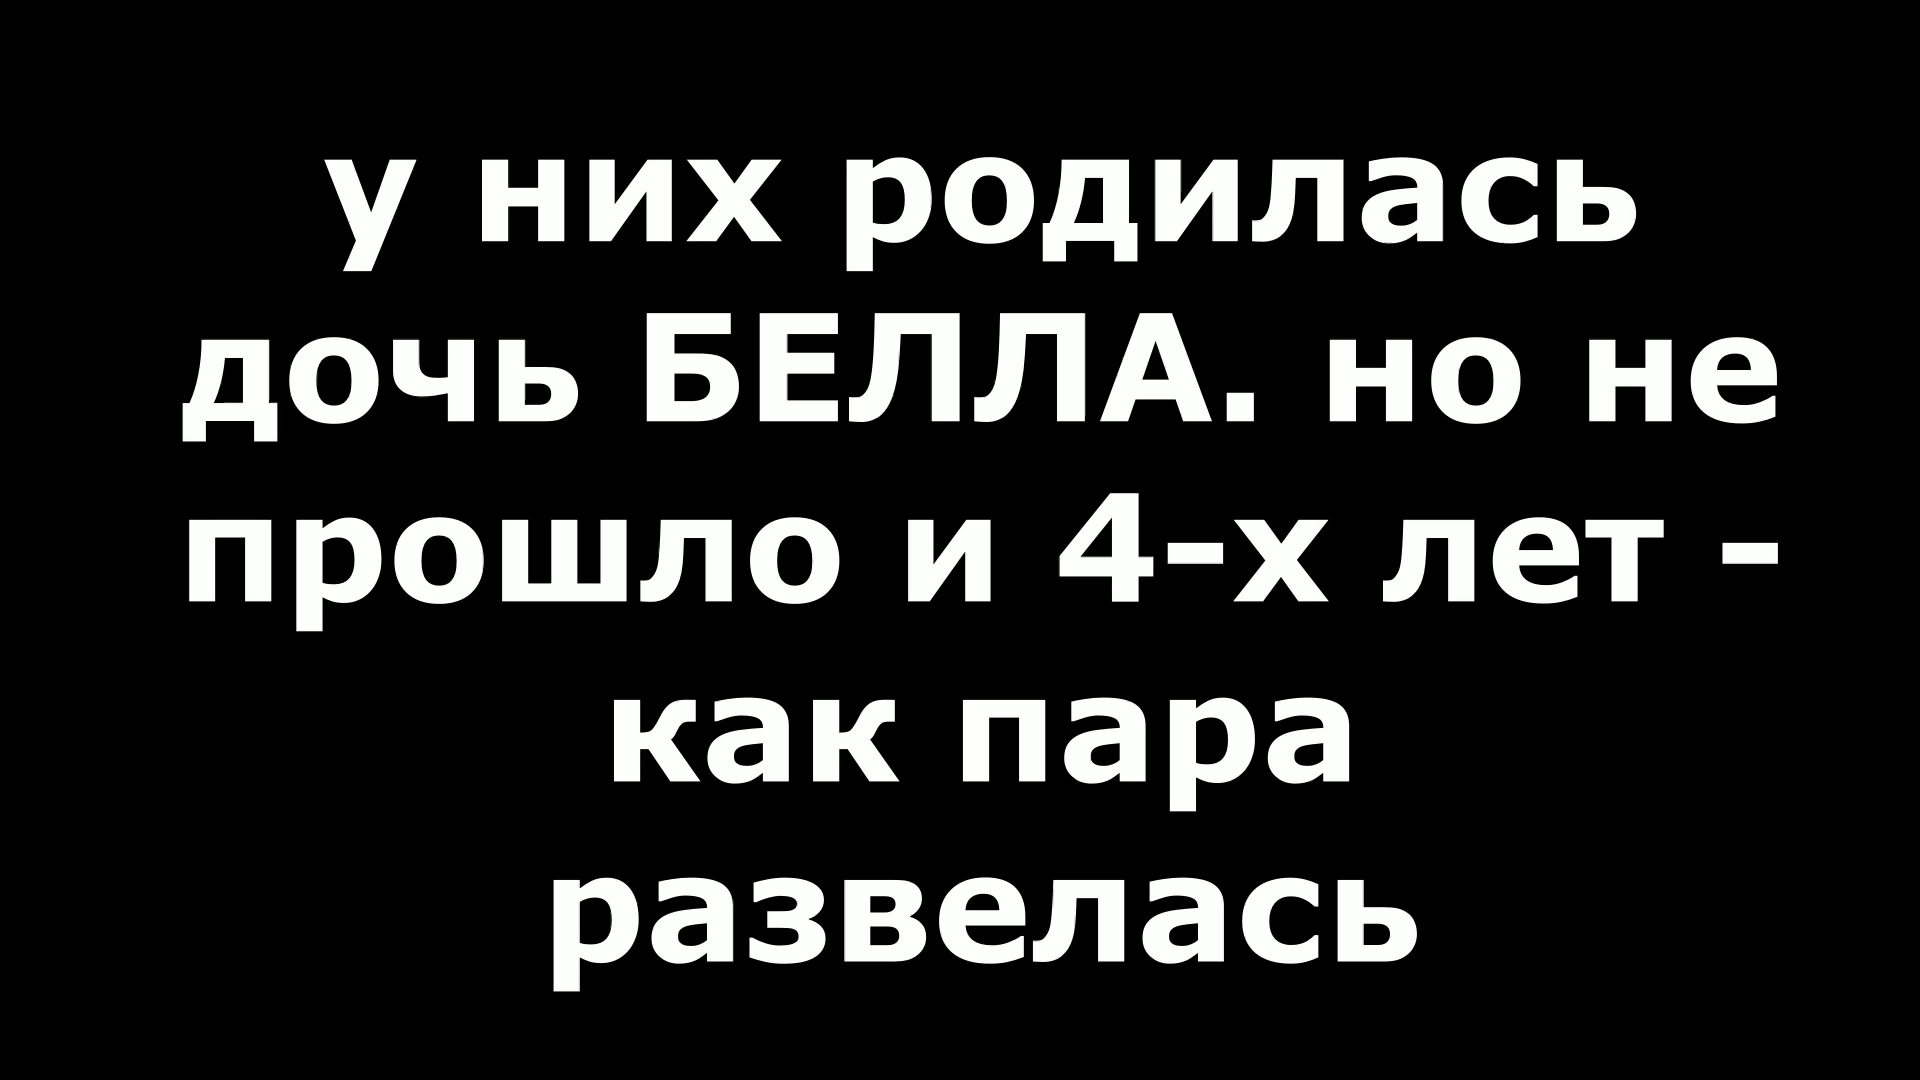 у них родилась
дочь БЕЛЛА. но не
прошло и 4-х лет -
как пара
развелась